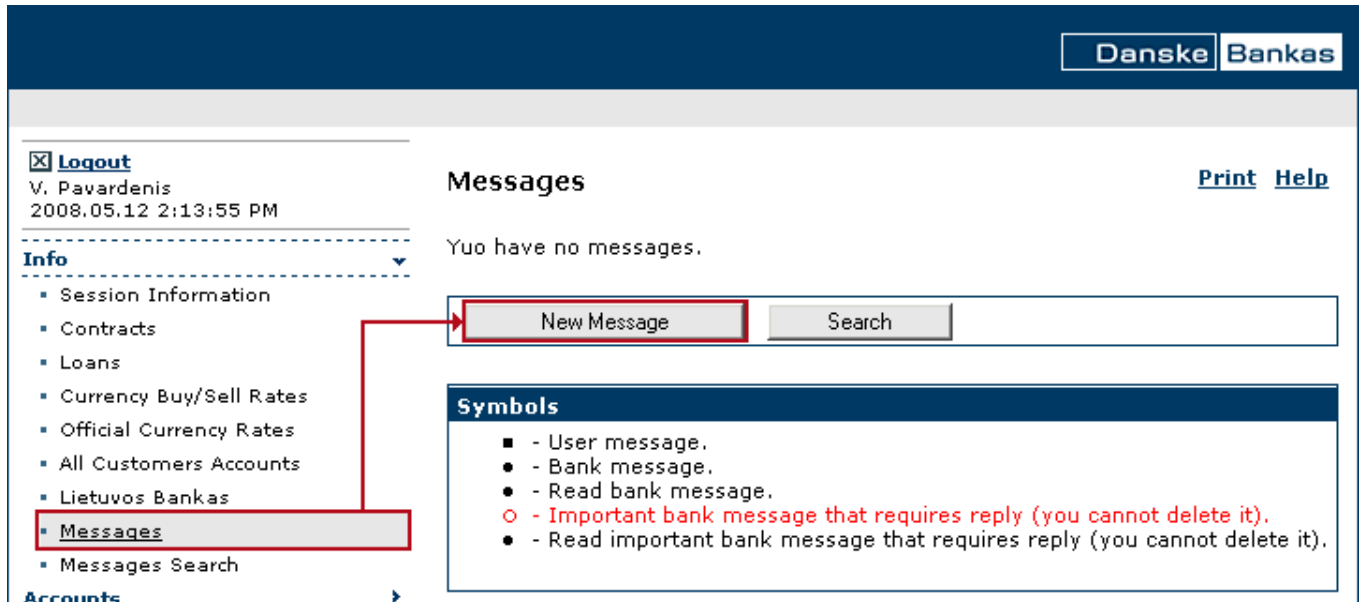 Danske Bankas
Logout
V. Pavardenis
2008.05.12 2:13:55 PM
Info
Session Information
Contracts
Loans
Currency Buy/Sell Rates
Official Currency Rates
All Customers Accounts
Lietuvos Bankas
Messages
Messages Search
Accounts
Messages
Print Help
Yuo have no messages.
New Message Search
Symbols
- User message.
- Bank message.
- Read bank message.
- Important bank message that requires reply (you cannot delete it).
- Read important bank message that requires reply (you cannot delete it).